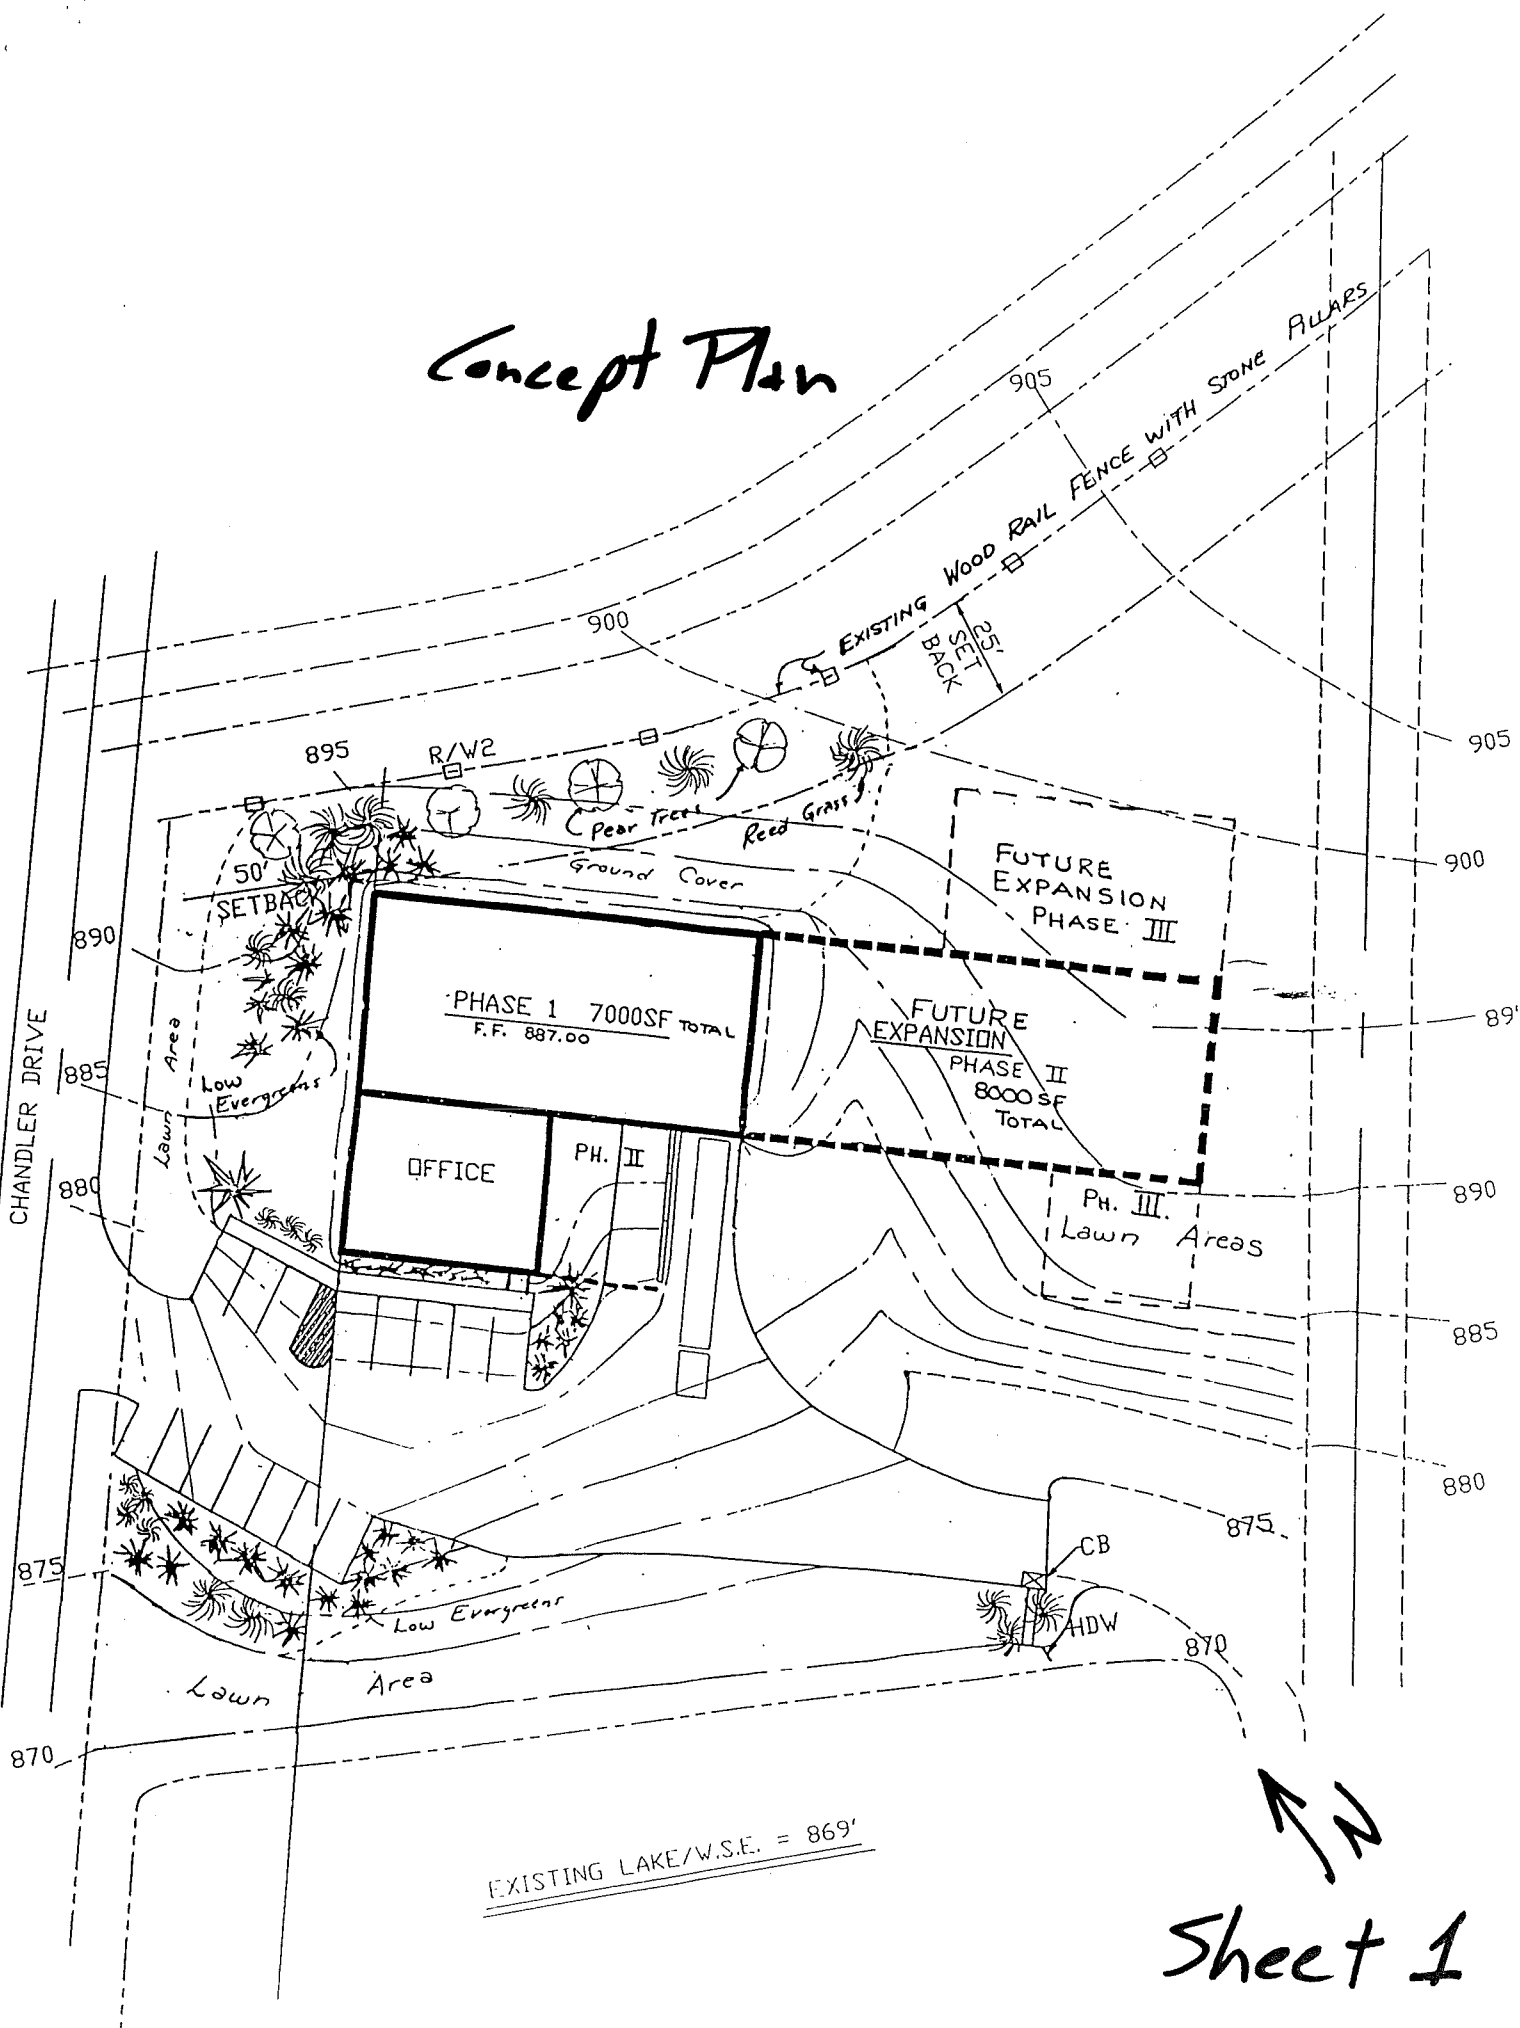 Concept Plan
905
EXISTING WOOD RAIL FENCE WITH STONE PILLARS
900
25'
SET
BACK
895
R/W2
905
Pear Trees
Reed Grass
Ground Cover
900
50'
SETBACK
FUTURE
EXPANSION
PHASE III
890
PHASE 1 7000SF TOTAL
F.F. 887.00
FUTURE
EXPANSION
PHASE II
8000 SF
TOTAL
89'
CHANDLER DRIVE
Lawn Area
885
Low
Evergreens
OFFICE
PH. II
880
PH. III.
Lawn Areas
890
885
880
875
CB
875
Low Evergreens
HDW
870
Lawn Area
870
EXISTING LAKE/W.S.E. = 869'
N
Sheet 1